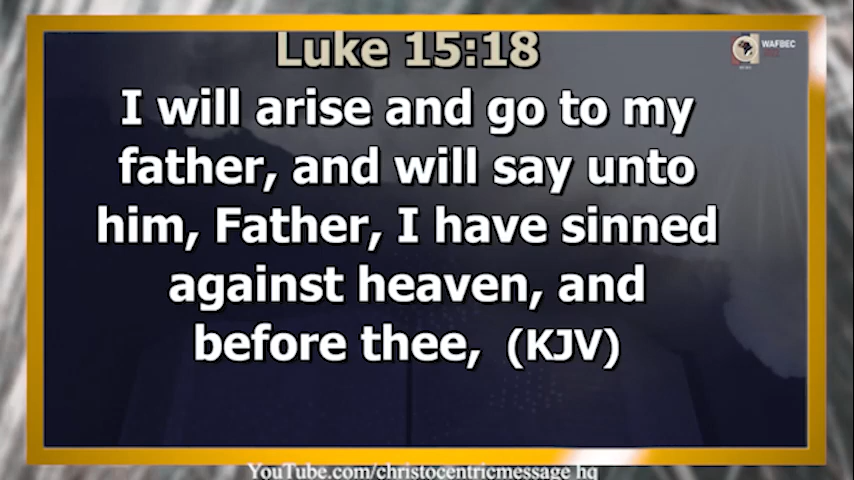 Luke 15:18
WAFBEC
I will arise and go to my
father, and will say unto
him, Father, I have sinned
against heaven, and
before thee, (KJV)
YouTube.com/christocentricmessage hq